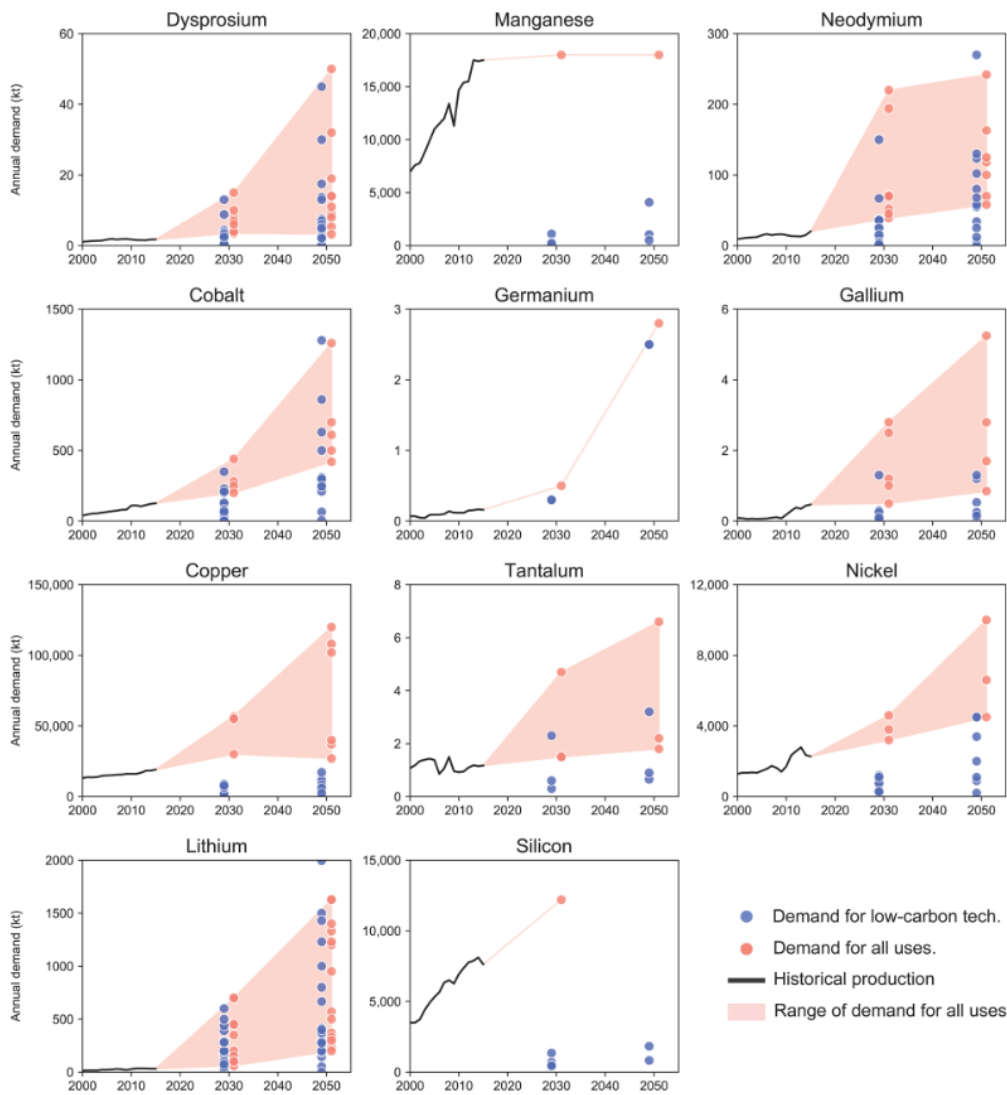 Dysprosium
Manganese
Neodymium
Annual demand (kt)
60
40
20
0
2000 2010 2020 2030 2040 2050
20,000
15,000
10,000
5,000
0
2000 2010 2020 2030 2040 2050
300
200
100
0
2000 2010 2020 2030 2040 2050
Cobalt
Germanium
Gallium
Annual demand (kt)
1500
1000
500
0
2000 2010 2020 2030 2040 2050
3
2
1
0
2000 2010 2020 2030 2040 2050
6
4
2
0
2000 2010 2020 2030 2040 2050
Copper
Tantalum
Nickel
Annual demand (kt)
150,000
100,000
50,000
0
2000 2010 2020 2030 2040 2050
8
6
4
2
0
2000 2010 2020 2030 2040 2050
12,000
8,000
4,000
0
2000 2010 2020 2030 2040 2050
Lithium
Silicon
Annual demand (kt)
2000
1500
1000
500
0
2000 2010 2020 2030 2040 2050
15,000
10,000
5,000
0
2000 2010 2020 2030 2040 2050
Demand for low-carbon tech.
Demand for all uses.
Historical production
Range of demand for all uses